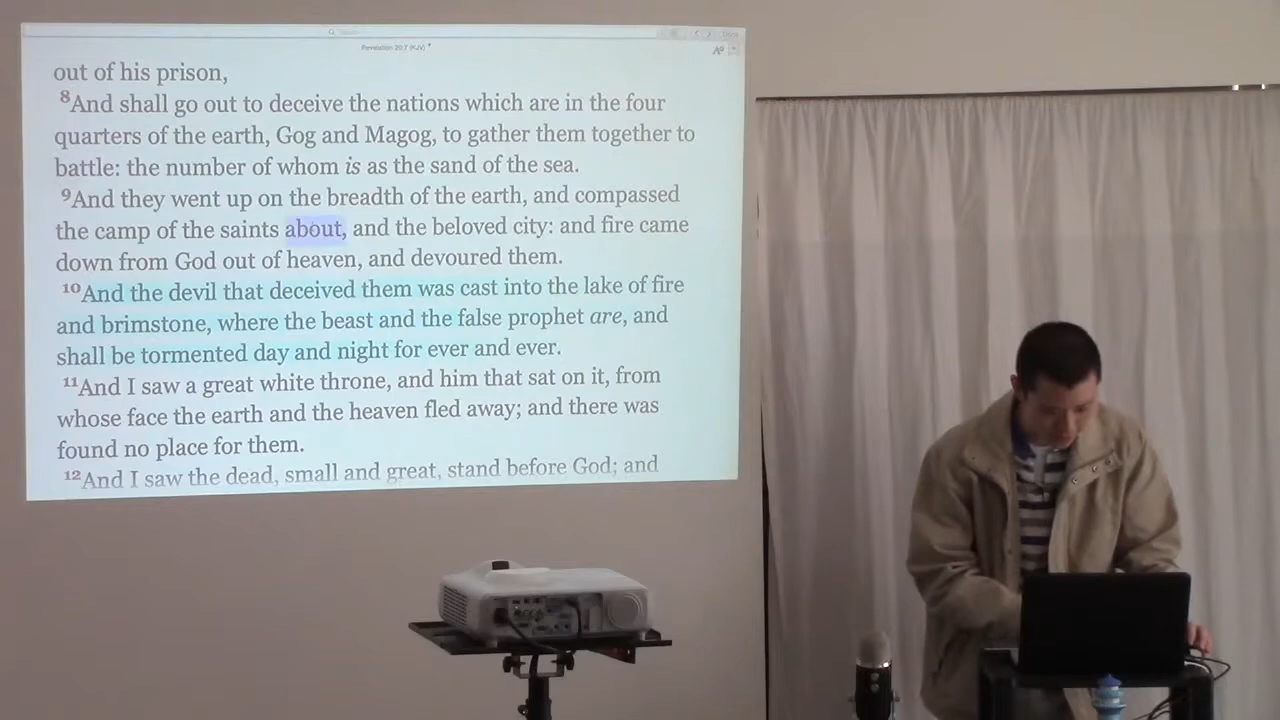 Revelation 20:7 (KJV)
out of his prison,
8And shall go out to deceive the nations which are in the four
quarters of the earth, Gog and Magog, to gather them together to
battle: the number of whom is as the sand of the sea.
9And they went up on the breadth of the earth, and compassed
the camp of the saints about, and the beloved city: and fire came
down from God out of heaven, and devoured them.
10And the devil that deceived them was cast into the lake of fire
and brimstone, where the beast and the false prophet are, and
shall be tormented day and night for ever and ever.
11And I saw a great white throne, and him that sat on it, from
whose face the earth and the heaven fled away; and there was
found no place for them.
12And I saw the dead, small and great, stand before God; and